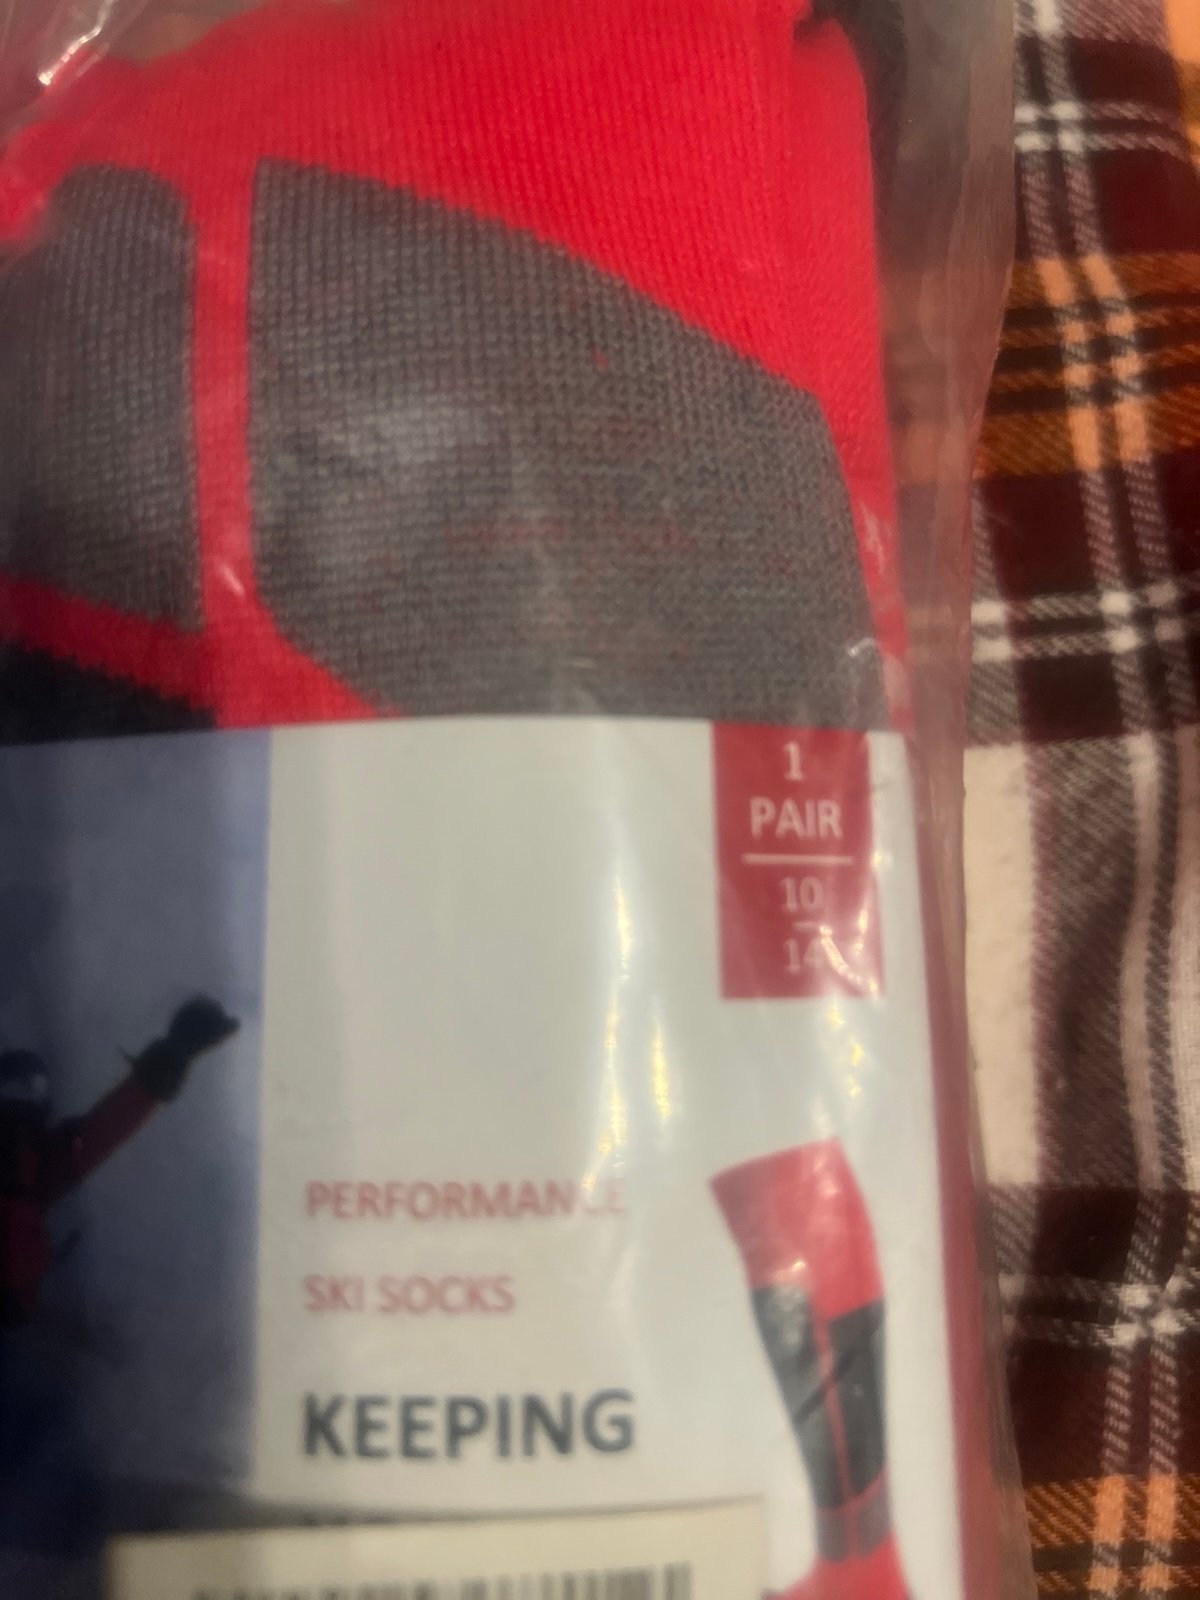 1
PAIR
10
14
PERFORMANCE
SKI SOCKS
KEEPING